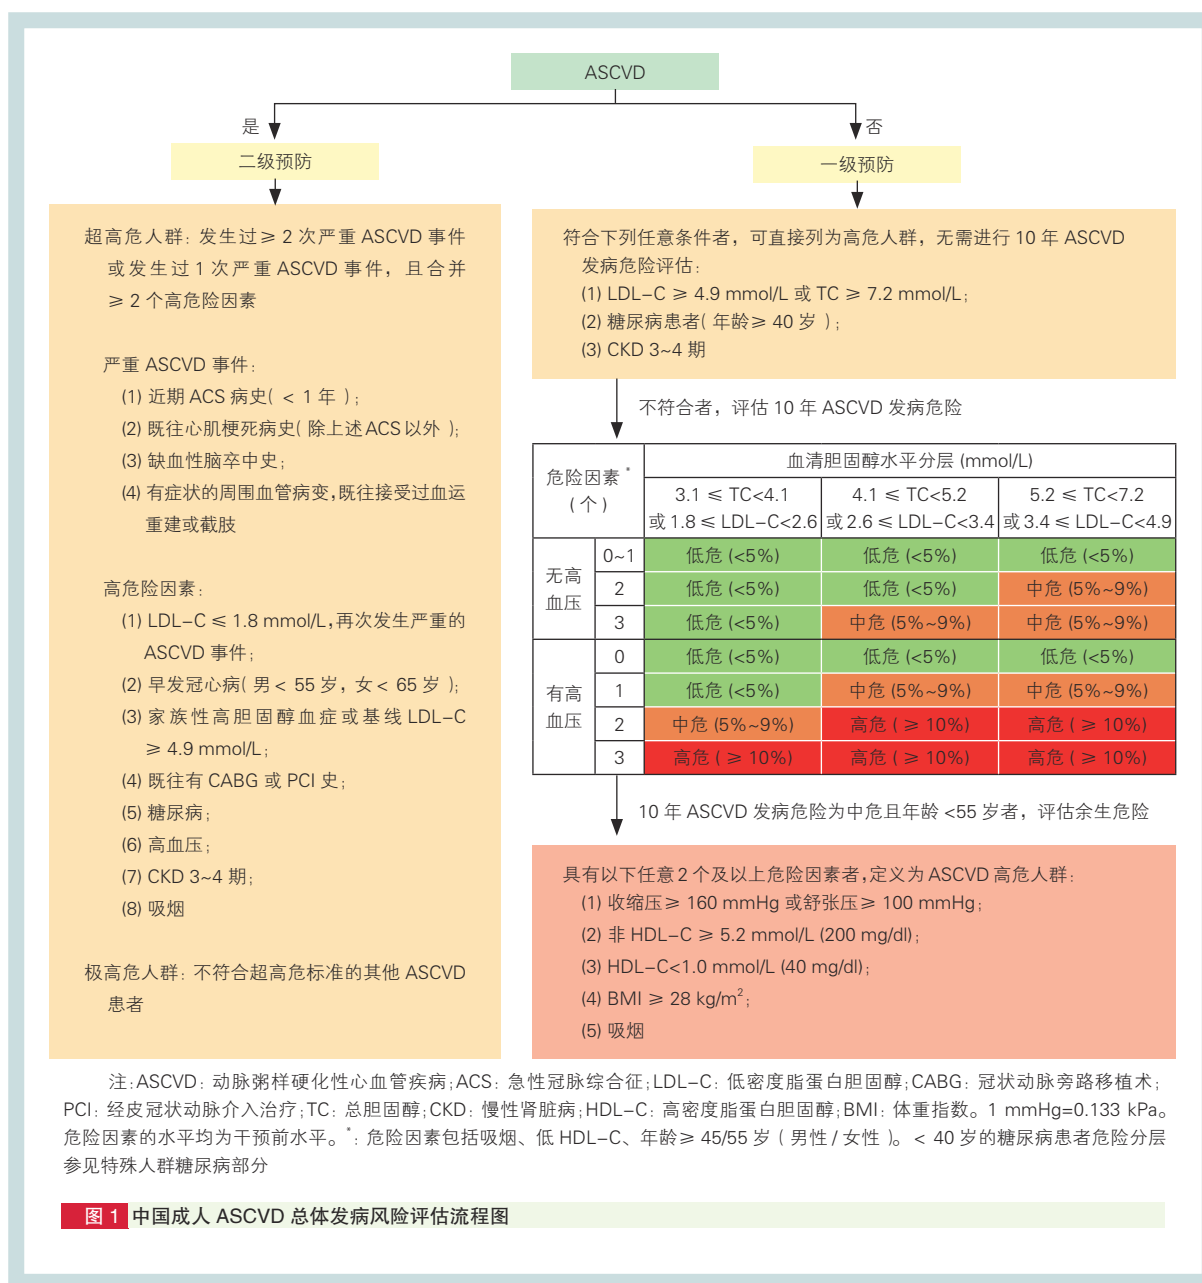 ASCVD
是
否
二级预防
一级预防
超高危人群: 发生过≥ 2 次严重 ASCVD 事件
或发生过 1 次严重 ASCVD 事件，且合并
≥ 2 个高危险因素
严重 ASCVD 事件:
(1) 近期 ACS 病史( < 1 年 );
(2) 既往心肌梗死病史( 除上述 ACS 以外 );
(3) 缺血性脑卒中史;
(4) 有症状的周围血管病变,既往接受过血运
重建或截肢
高危险因素:
(1) LDL–C ≤ 1.8 mmol/L,再次发生严重的
ASCVD 事件;
(2) 早发冠心病( 男 < 55 岁，女 < 65 岁 );
(3) 家族性高胆固醇血症或基线 LDL–C
≥ 4.9 mmol/L;
(4) 既往有 CABG 或 PCI 史;
(5) 糖尿病;
(6) 高血压;
(7) CKD 3~4 期;
(8) 吸烟
极高危人群: 不符合超高危标准的其他 ASCVD
患者
符合下列任意条件者，可直接列为高危人群，无需进行 10 年 ASCVD
发病危险评估:
(1) LDL–C ≥ 4.9 mmol/L 或 TC ≥ 7.2 mmol/L;
(2) 糖尿病患者( 年龄≥ 40 岁 );
(3) CKD 3~4 期
不符合者，评估 10 年 ASCVD 发病危险
危险因素 *
( 个 )
血清胆固醇水平分层 (mmol/L)
3.1 ≤ TC<4.1
或 1.8 ≤ LDL–C<2.6
4.1 ≤ TC<5.2
或 2.6 ≤ LDL–C<3.4
5.2 ≤ TC<7.2
或 3.4 ≤ LDL–C<4.9
无高
血压
0~1 低危 (<5%) 低危 (<5%) 低危 (<5%)
2 低危 (<5%) 低危 (<5%) 中危 (5%~9%)
3 低危 (<5%) 中危 (5%~9%) 中危 (5%~9%)
有高
血压
0 低危 (<5%) 低危 (<5%) 低危 (<5%)
1 低危 (<5%) 中危 (5%~9%) 中危 (5%~9%)
2 中危 (5%~9%) 高危 ( ≥ 10%) 高危 ( ≥ 10%)
3 高危 ( ≥ 10%) 高危 ( ≥ 10%) 高危 ( ≥ 10%)
10 年 ASCVD 发病危险为中危且年龄 <55 岁者，评估余生危险
具有以下任意 2 个及以上危险因素者,定义为 ASCVD 高危人群:
(1) 收缩压≥ 160 mmHg 或舒张压≥ 100 mmHg;
(2) 非 HDL–C ≥ 5.2 mmol/L (200 mg/dl);
(3) HDL–C<1.0 mmol/L (40 mg/dl);
(4) BMI ≥ 28 kg/m²;
(5) 吸烟
注:ASCVD: 动脉粥样硬化性心血管疾病;ACS: 急性冠脉综合征;LDL–C: 低密度脂蛋白胆固醇;CABG: 冠状动脉旁路移植术;
PCI: 经皮冠状动脉介入治疗;TC: 总胆固醇;CKD: 慢性肾脏病;HDL–C: 高密度脂蛋白胆固醇;BMI: 体重指数。1 mmHg=0.133 kPa。
危险因素的水平均为干预前水平。*: 危险因素包括吸烟、低 HDL–C、年龄≥ 45/55 岁 ( 男性 / 女性 )。< 40 岁的糖尿病患者危险分层
参见特殊人群糖尿病部分
图 1 中国成人 ASCVD 总体发病风险评估流程图